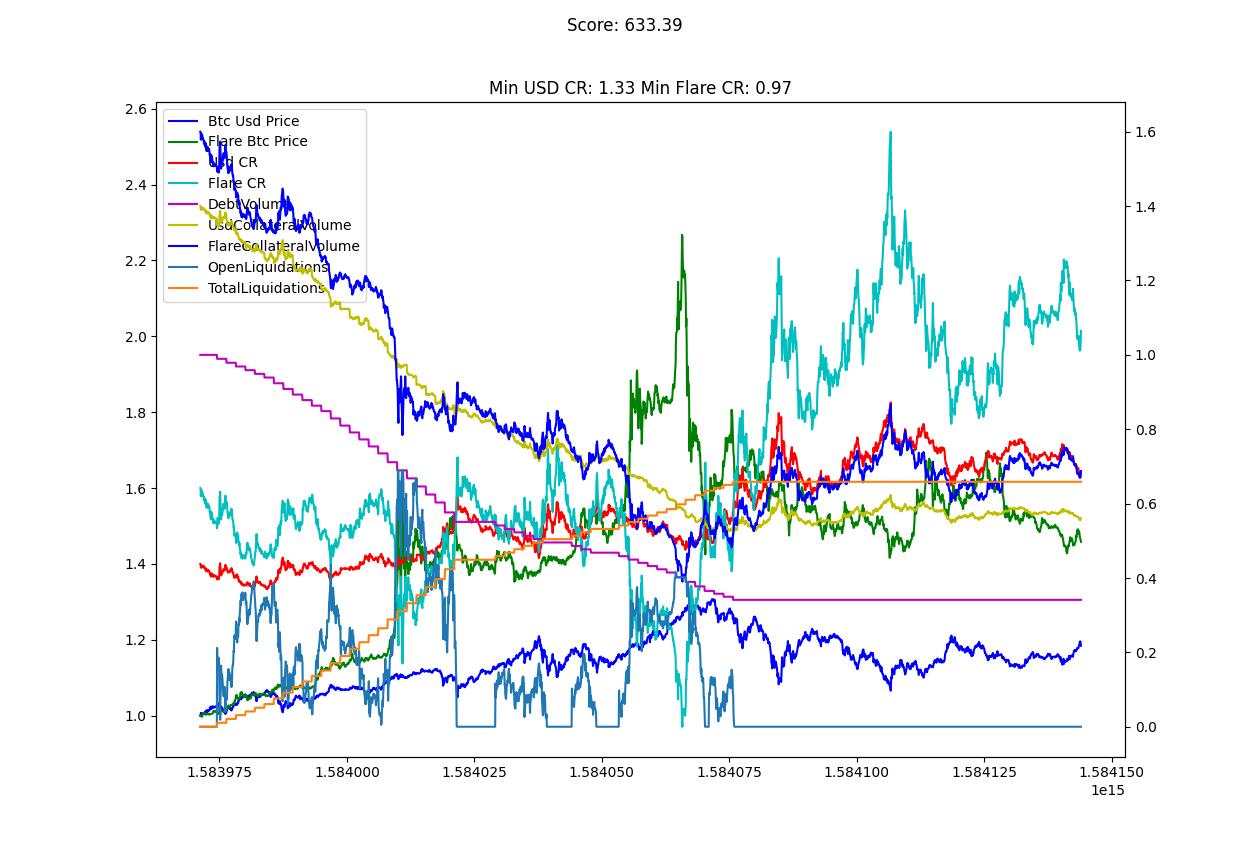 Score: 633.39
Min USD CR: 1.33 Min Flare CR: 0.97
Btc Usd Price
Flare Btc Price
Usd CR
Flare CR
DebtVolume
UsdCollateralVolume
FlareCollateralVolume
OpenLiquidations
TotalLiquidations
2.6
2.4
2.2
2.0
1.8
1.6
1.4
1.2
1.0
1.6
1.4
1.2
1.0
0.8
0.6
0.4
0.2
0.0
1.583975 1.584000 1.584025 1.584050 1.584075 1.584100 1.584125 1.584150
1e15